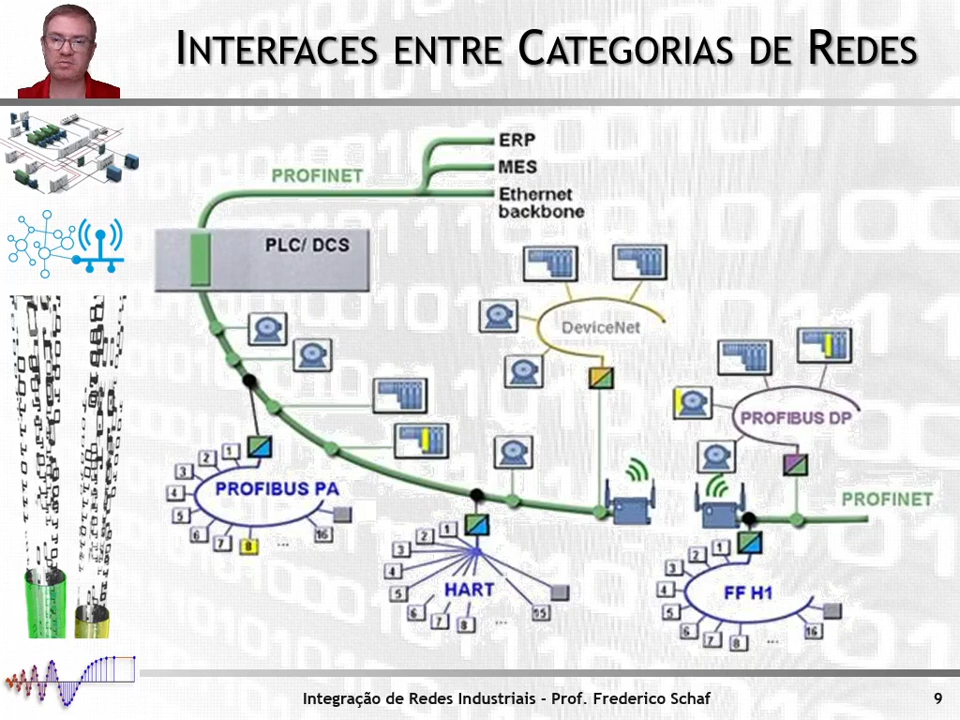 INTERFACES ENTRE CATEGORIAS DE REDES
ERP
MES
Ethernet
backbone
PROFINET
PLC/ DCS
DeviceNet
PROFIBUS DP
PROFINET
PROFIBUS PA
1
2
3
4
5
6
7
8
...
16
HART
1
2
3
4
5
6
7
8
...
15
FF H1
1
2
3
4
5
6
7
8
...
16
Integração de Redes Industriais - Prof. Frederico Schaf
9